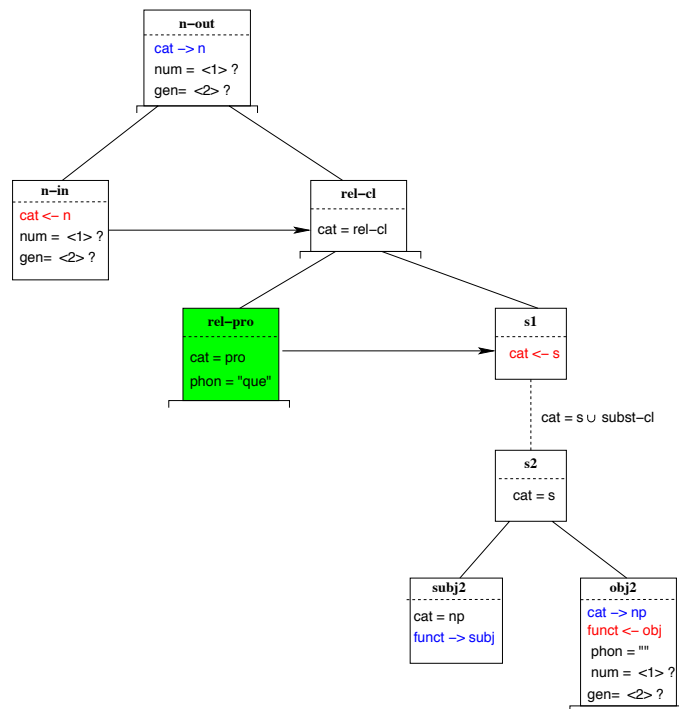 n−out
cat −> n
num = <1> ?
gen= <2> ?
n−in
cat <− n
num = <1> ?
gen= <2> ?
rel−cl
cat = rel−cl
rel−pro
cat = pro
phon = "que"
s1
cat <− s
cat = s ∪ subst−cl
s2
cat = s
subj2
cat = np
funct −> subj
obj2
cat −> np
funct <− obj
phon = ""
num = <1> ?
gen= <2> ?